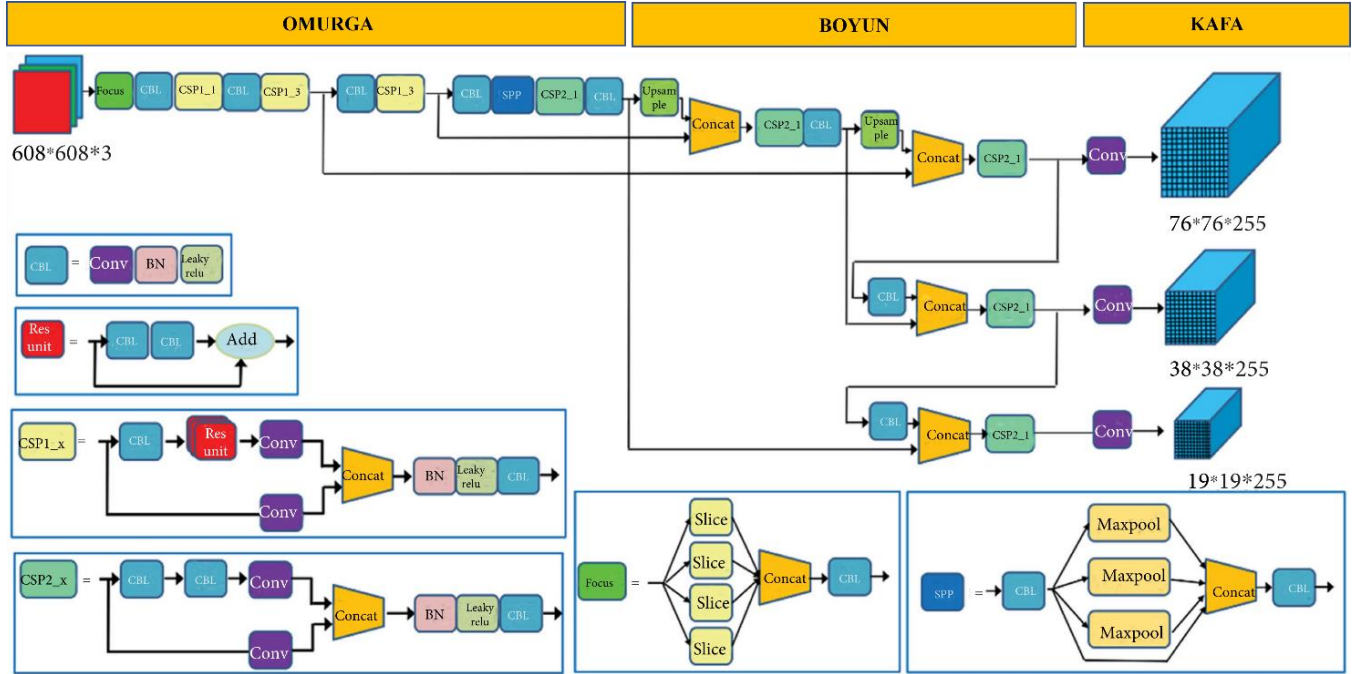 OMURGA
BOYUN
KAFA
608*608*3
Focus
CBL
CSP1_1
CBL
CSP1_3
CBL
CSP1_3
CBL
SPP
CSP2_1
CBL
Upsam
ple
Concat
CSP2_1
CBL
Upsam
ple
Concat
CSP2_1
Conv
76*76*255
CBL
Concat
CSP2_1
Conv
38*38*255
CBL
Concat
CSP2_1
Conv
19*19*255
CBL = Conv BN Leaky
relu
Res
unit
=
CBL CBL Add
CSP1_x = CBL Res
unit
Conv
Conv
Concat
BN Leaky
relu
CBL
CSP2_x = CBL CBL Conv
Conv
Concat
BN Leaky
relu
CBL
Focus =
Slice
Slice
Slice
Slice
Concat
CBL
SPP = CBL
Maxpool
Maxpool
Maxpool
Concat
CBL